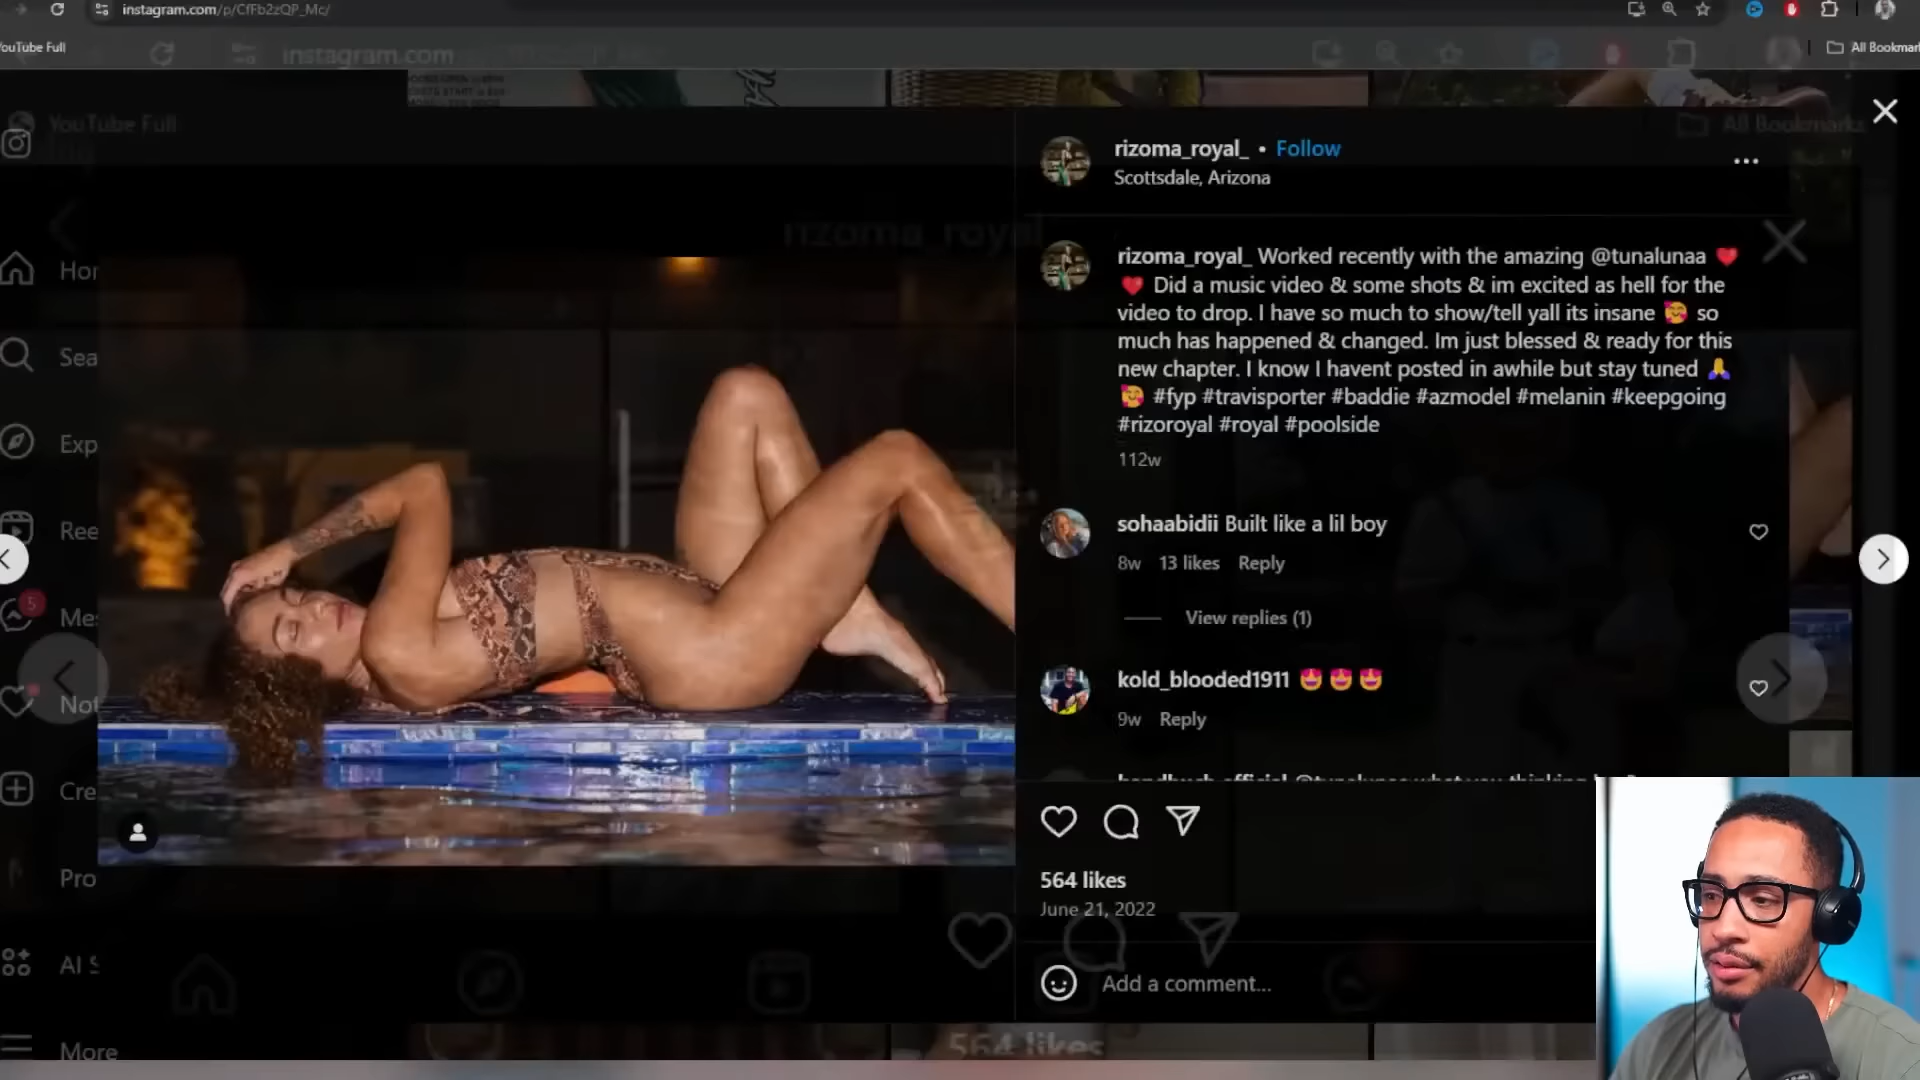 instagram.com/p/CfFb2zQP_Mc/
YouTube Full
All Bookmar
instagram.com
YouTube Full
All Bookmarks
rizoma_royal_ • Follow
Scottsdale, Arizona
rizoma_royal
rizoma_royal_ Worked recently with the amazing @tunalunaa ❤️
❤️ Did a music video & some shots & im excited as hell for the
video to drop. I have so much to show/tell yall its insane 🥰 so
much has happened & changed. Im just blessed & ready for this
new chapter. I know I havent posted in awhile but stay tuned 🙏
🥰 #fyp #travisporter #baddie #azmodel #melanin #keepgoing
#rizoroyal #royal #poolside
112w
sohaabidii Built like a lil boy
8w 13 likes Reply
View replies (1)
kold_blooded1911 😍😍😍
9w Reply
564 likes
June 21, 2022
Add a comment...
Hor
Sea
Exp
Ree
5
Mes
Not
Cre
Pro
AI S
More
564 likes